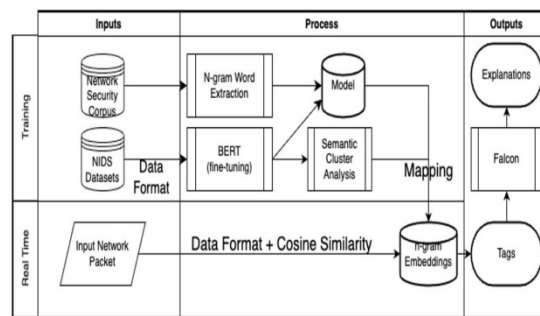 Inputs
Process
Outputs
Training
Network
Security
Corpus
N-gram Word
Extraction
Model
Explanations
NIDS
Datasets
Data
Format
BERT
(fine-tuning)
Semantic
Cluster
Analysis
Mapping
Falcon
Real Time
Input Network
Packet
Data Format + Cosine Similarity
n-gram
Embeddings
Tags